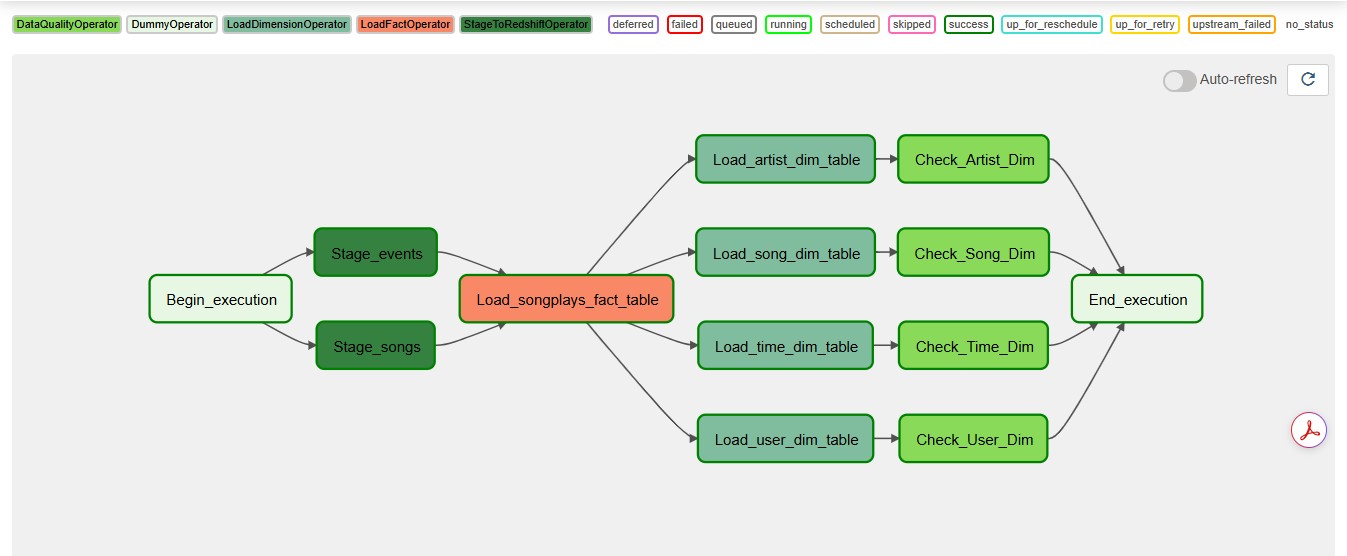 DataQualityOperator DummyOperator LoadDimensionOperator LoadFactOperator StageToRedshiftOperator deferred failed queued running scheduled skipped success up_for_reschedule up_for_retry upstream_failed no_status
Auto-refresh
Load_artist_dim_table Check_Artist_Dim
Stage_events Load_song_dim_table Check_Song_Dim
Begin_execution Load_songplays_fact_table End_execution
Stage_songs Load_time_dim_table Check_Time_Dim
Load_user_dim_table Check_User_Dim